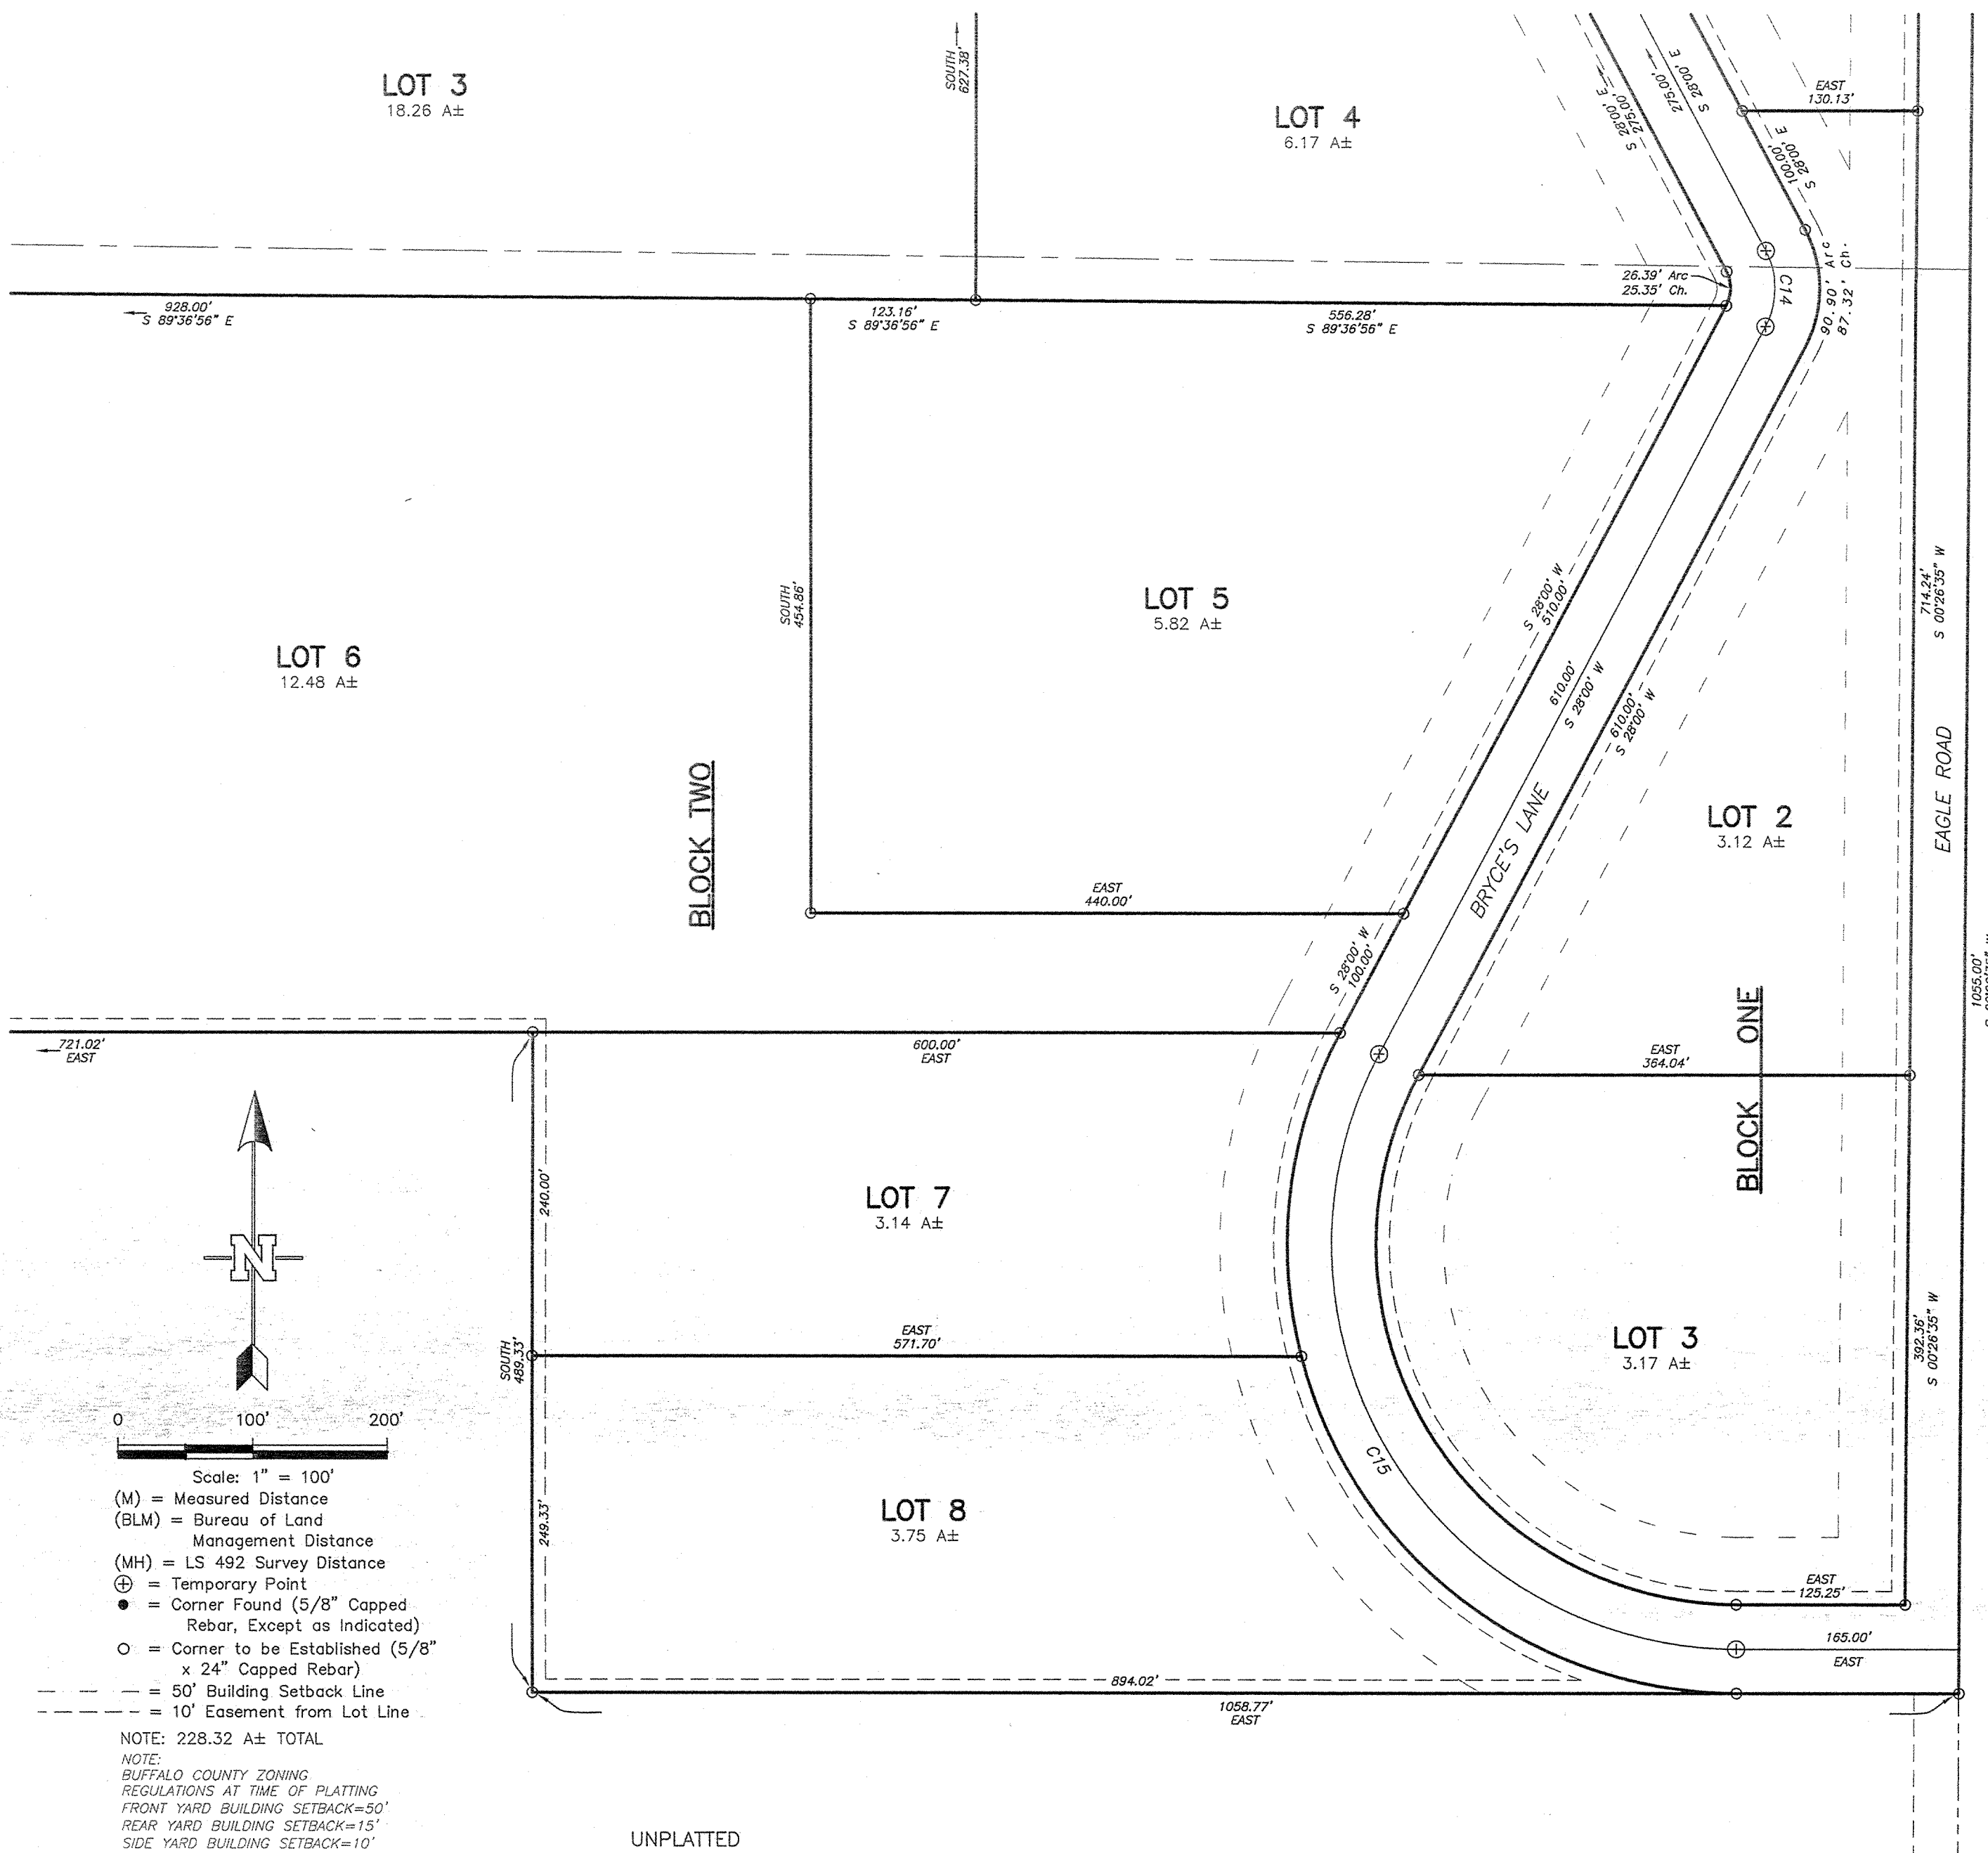 LOT 3
18.26 A±
SOUTH
627.38'
LOT 4
6.17 A±
S 28°00' E
275.00'
275.00'
S 28°00' E
EAST
130.13'
100.00'
S 28°00' E
26.39' Arc
25.35' Ch.
C14
90.90' Arc
87.32' Ch.
928.00'
S 89°36'56" E
123.16'
S 89°36'56" E
556.28'
S 89°36'56" E
SOUTH
454.86'
LOT 5
5.82 A±
S 28°00' W
510.00'
610.00'
S 28°00' W
610.00'
S 28°00' W
714.24'
S 00°26'35" W
LOT 6
12.48 A±
BLOCK TWO
BRYCE'S LANE
LOT 2
3.12 A±
EAGLE ROAD
EAST
440.00'
S 28°00' W
100.00'
1055.00'
721.02'
EAST
600.00'
EAST
EAST
364.04'
BLOCK ONE
240.00'
LOT 7
3.14 A±
N
SOUTH
489.33'
EAST
571.70'
LOT 3
3.17 A±
392.36'
S 00°26'35" W
0 100' 200'
Scale: 1" = 100'
(M) = Measured Distance
(BLM) = Bureau of Land
Management Distance
(MH) = LS 492 Survey Distance
= Temporary Point
= Corner Found (5/8" Capped
Rebar, Except as Indicated)
= Corner to be Established (5/8"
x 24" Capped Rebar)
= 50' Building Setback Line
= 10' Easement from Lot Line
249.33'
LOT 8
3.75 A±
C15
EAST
125.25'
165.00'
EAST
894.02'
1058.77'
EAST
NOTE: 228.32 A± TOTAL
NOTE:
BUFFALO COUNTY ZONING
REGULATIONS AT TIME OF PLATTING
FRONT YARD BUILDING SETBACK=50'
REAR YARD BUILDING SETBACK=15'
SIDE YARD BUILDING SETBACK=10'
UNPLATTED